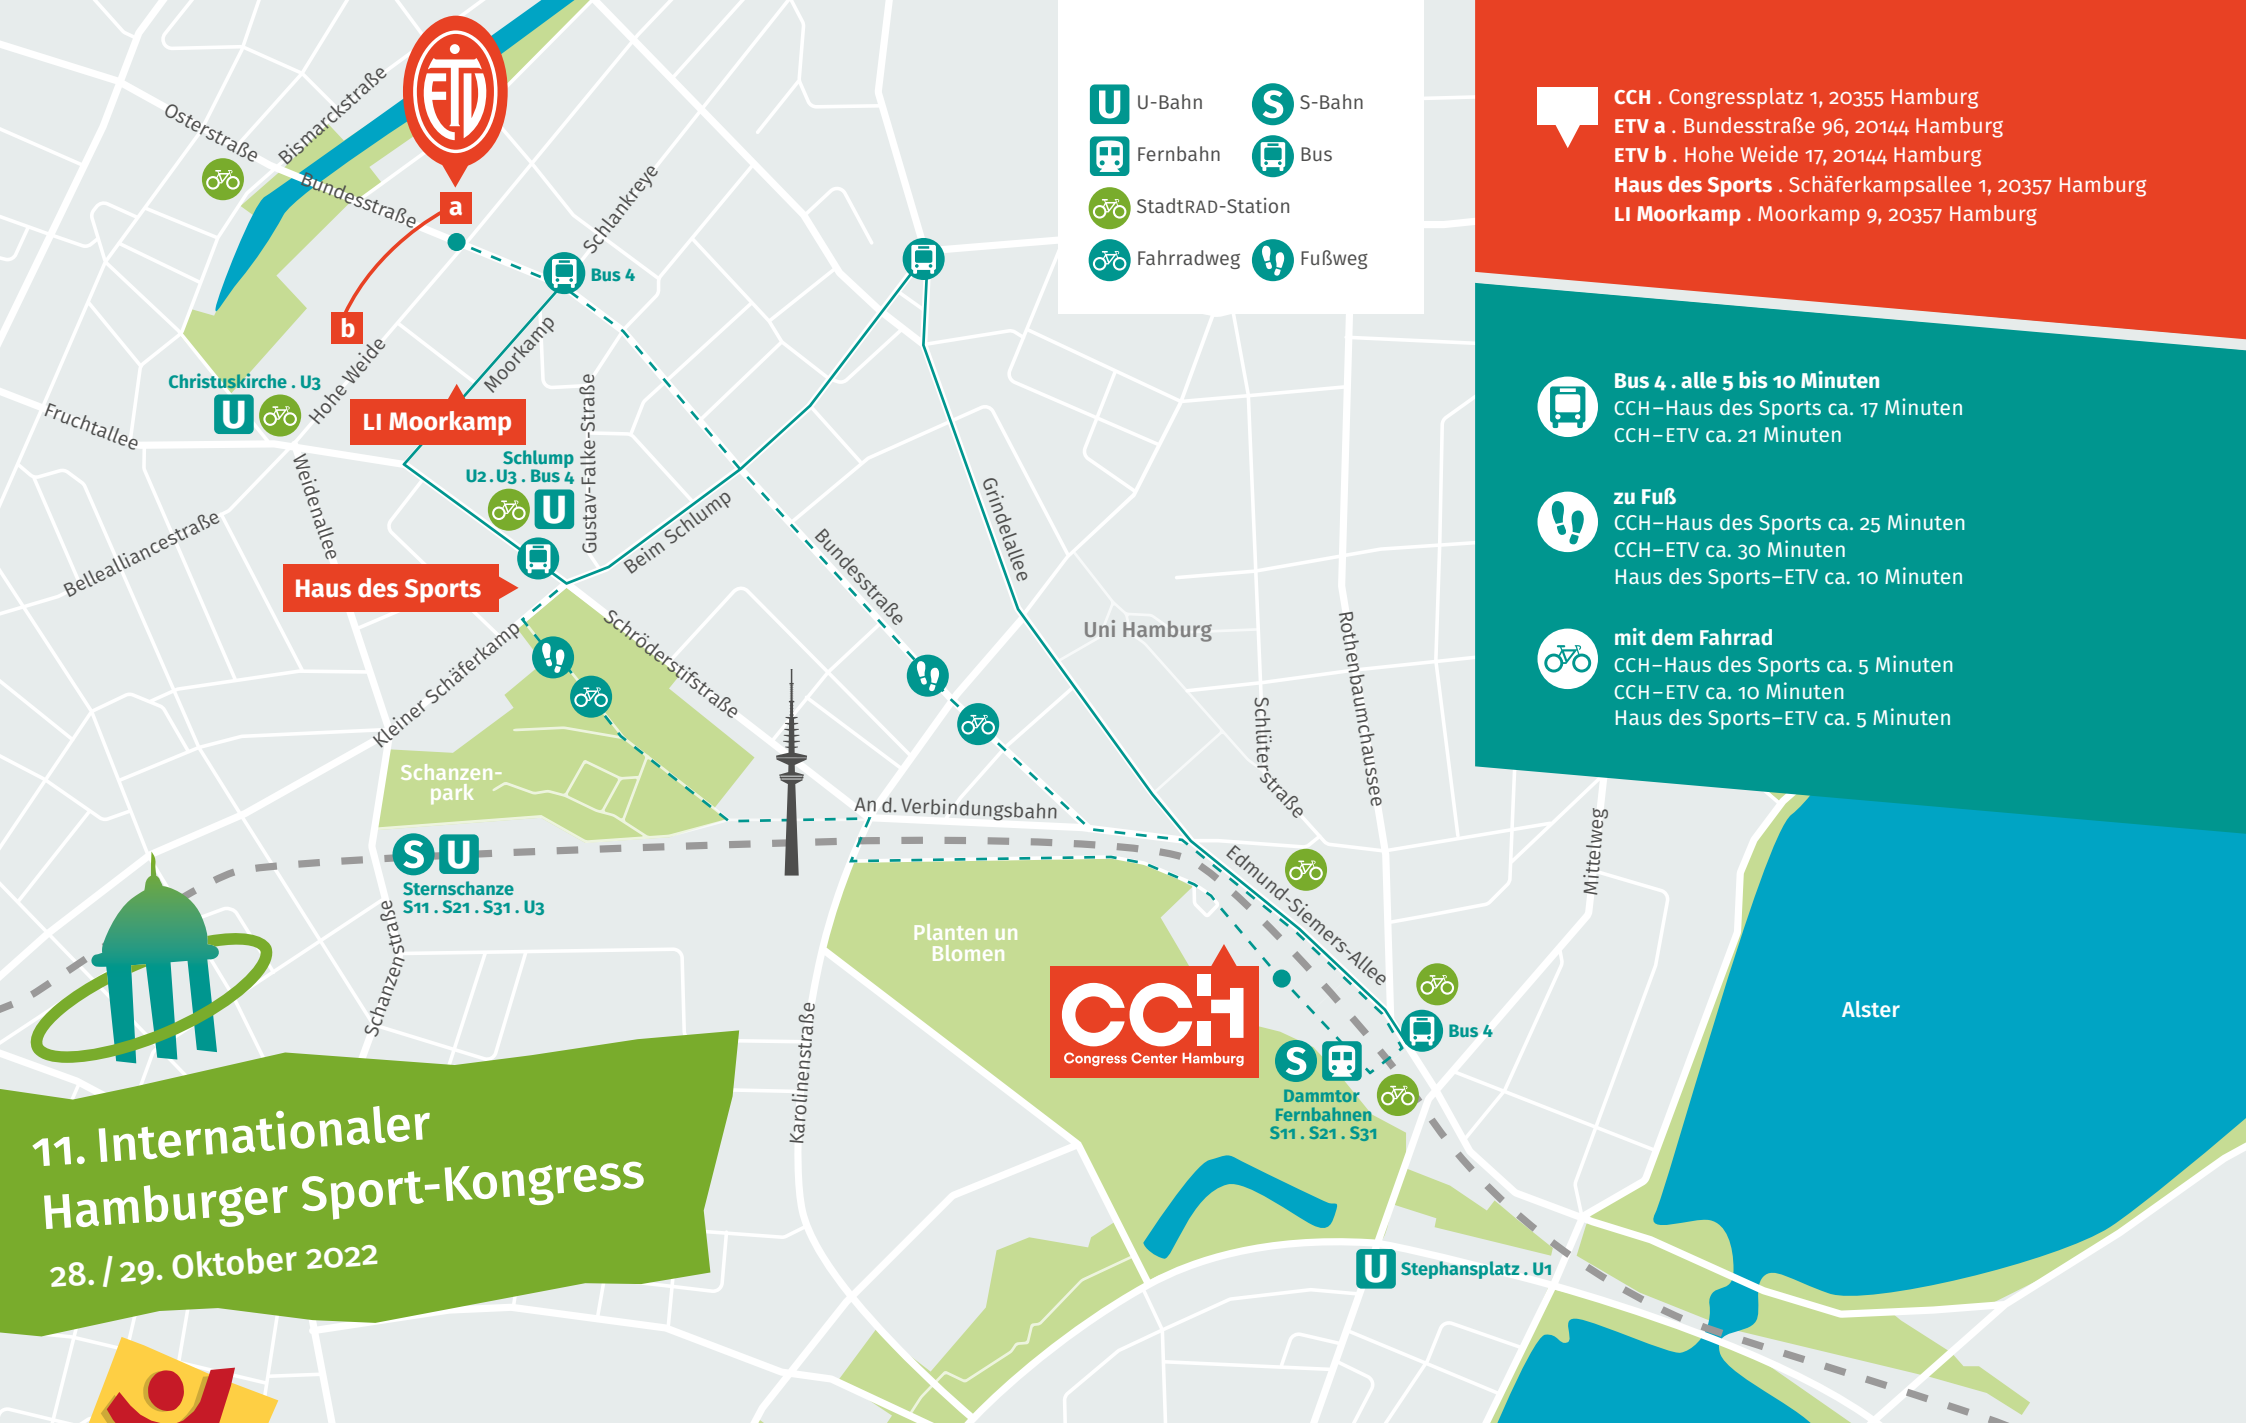 Osterstraße
Bismarckstraße
Bundesstraße
ETV
a
b
Schlankreye
Bus 4
Moorkamp
Hohe Weide
Christuskirche . U3
U
Fruchtallee
LI Moorkamp
Gustav-Falke-Straße
Schlump
U2 . U3 . Bus 4
U
Weidenallee
Bellealliancestraße
Haus des Sports
Beim Schlump
Bundesstraße
Grindelallee
Kleiner Schäferkamp
Schröderstifstraße
Uni Hamburg
Rothenbaumchaussee
Schlüterstraße
Mittelweg
Schanzen-
park
An d. Verbindungsbahn
S U
Sternschanze
S11 . S21 . S31 . U3
Schanzenstraße
Edmund-Siemers-Allee
Planten un
Blomen
Karolinenstraße
CCH
Congress Center Hamburg
Bus 4
S
Dammtor
Fernbahnen
S11 . S21 . S31
Alster
U Stephansplatz . U1
U U-Bahn
S S-Bahn
Fernbahn
Bus
StadtRAD-Station
Fahrradweg
Fußweg
CCH . Congressplatz 1, 20355 Hamburg
ETV a . Bundesstraße 96, 20144 Hamburg
ETV b . Hohe Weide 17, 20144 Hamburg
Haus des Sports . Schäferkampsallee 1, 20357 Hamburg
LI Moorkamp . Moorkamp 9, 20357 Hamburg
Bus 4 . alle 5 bis 10 Minuten
CCH–Haus des Sports ca. 17 Minuten
CCH–ETV ca. 21 Minuten
zu Fuß
CCH–Haus des Sports ca. 25 Minuten
CCH–ETV ca. 30 Minuten
Haus des Sports–ETV ca. 10 Minuten
mit dem Fahrrad
CCH–Haus des Sports ca. 5 Minuten
CCH–ETV ca. 10 Minuten
Haus des Sports–ETV ca. 5 Minuten
11. Internationaler
Hamburger Sport-Kongress
28. / 29. Oktober 2022